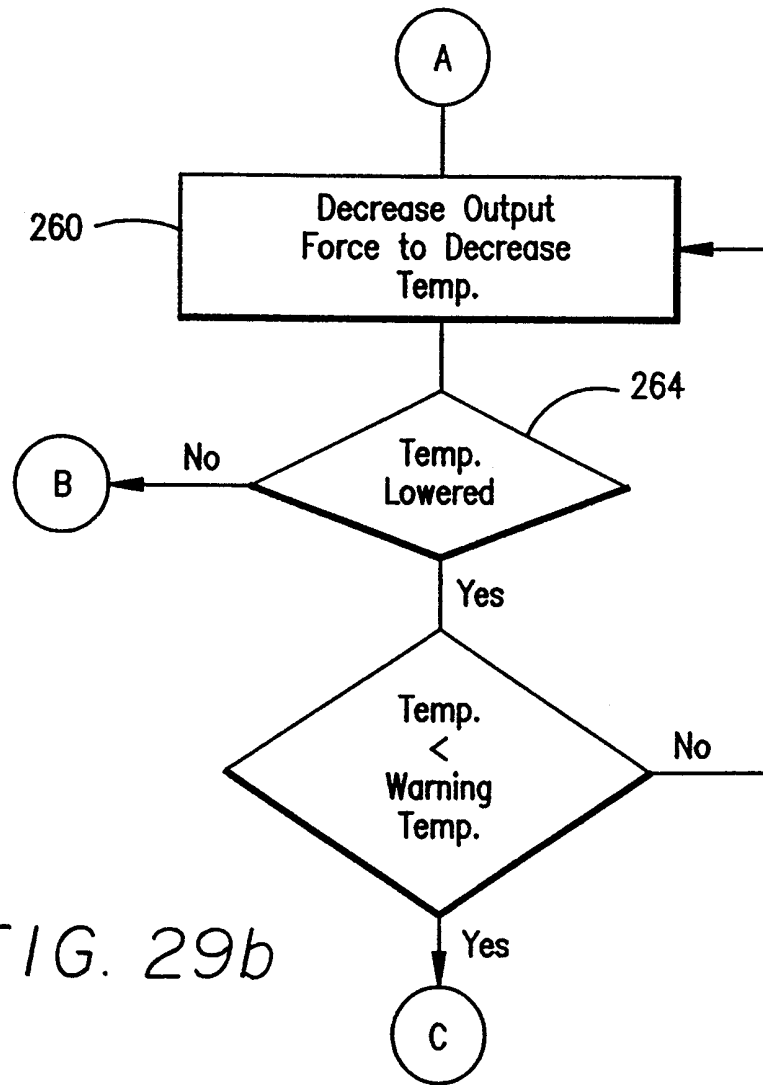 A
260
Decrease Output
Force to Decrease
Temp.
264
Temp.
Lowered
No
B
Yes
Temp.
<
Warning
Temp.
No
Yes
FIG. 29b
C